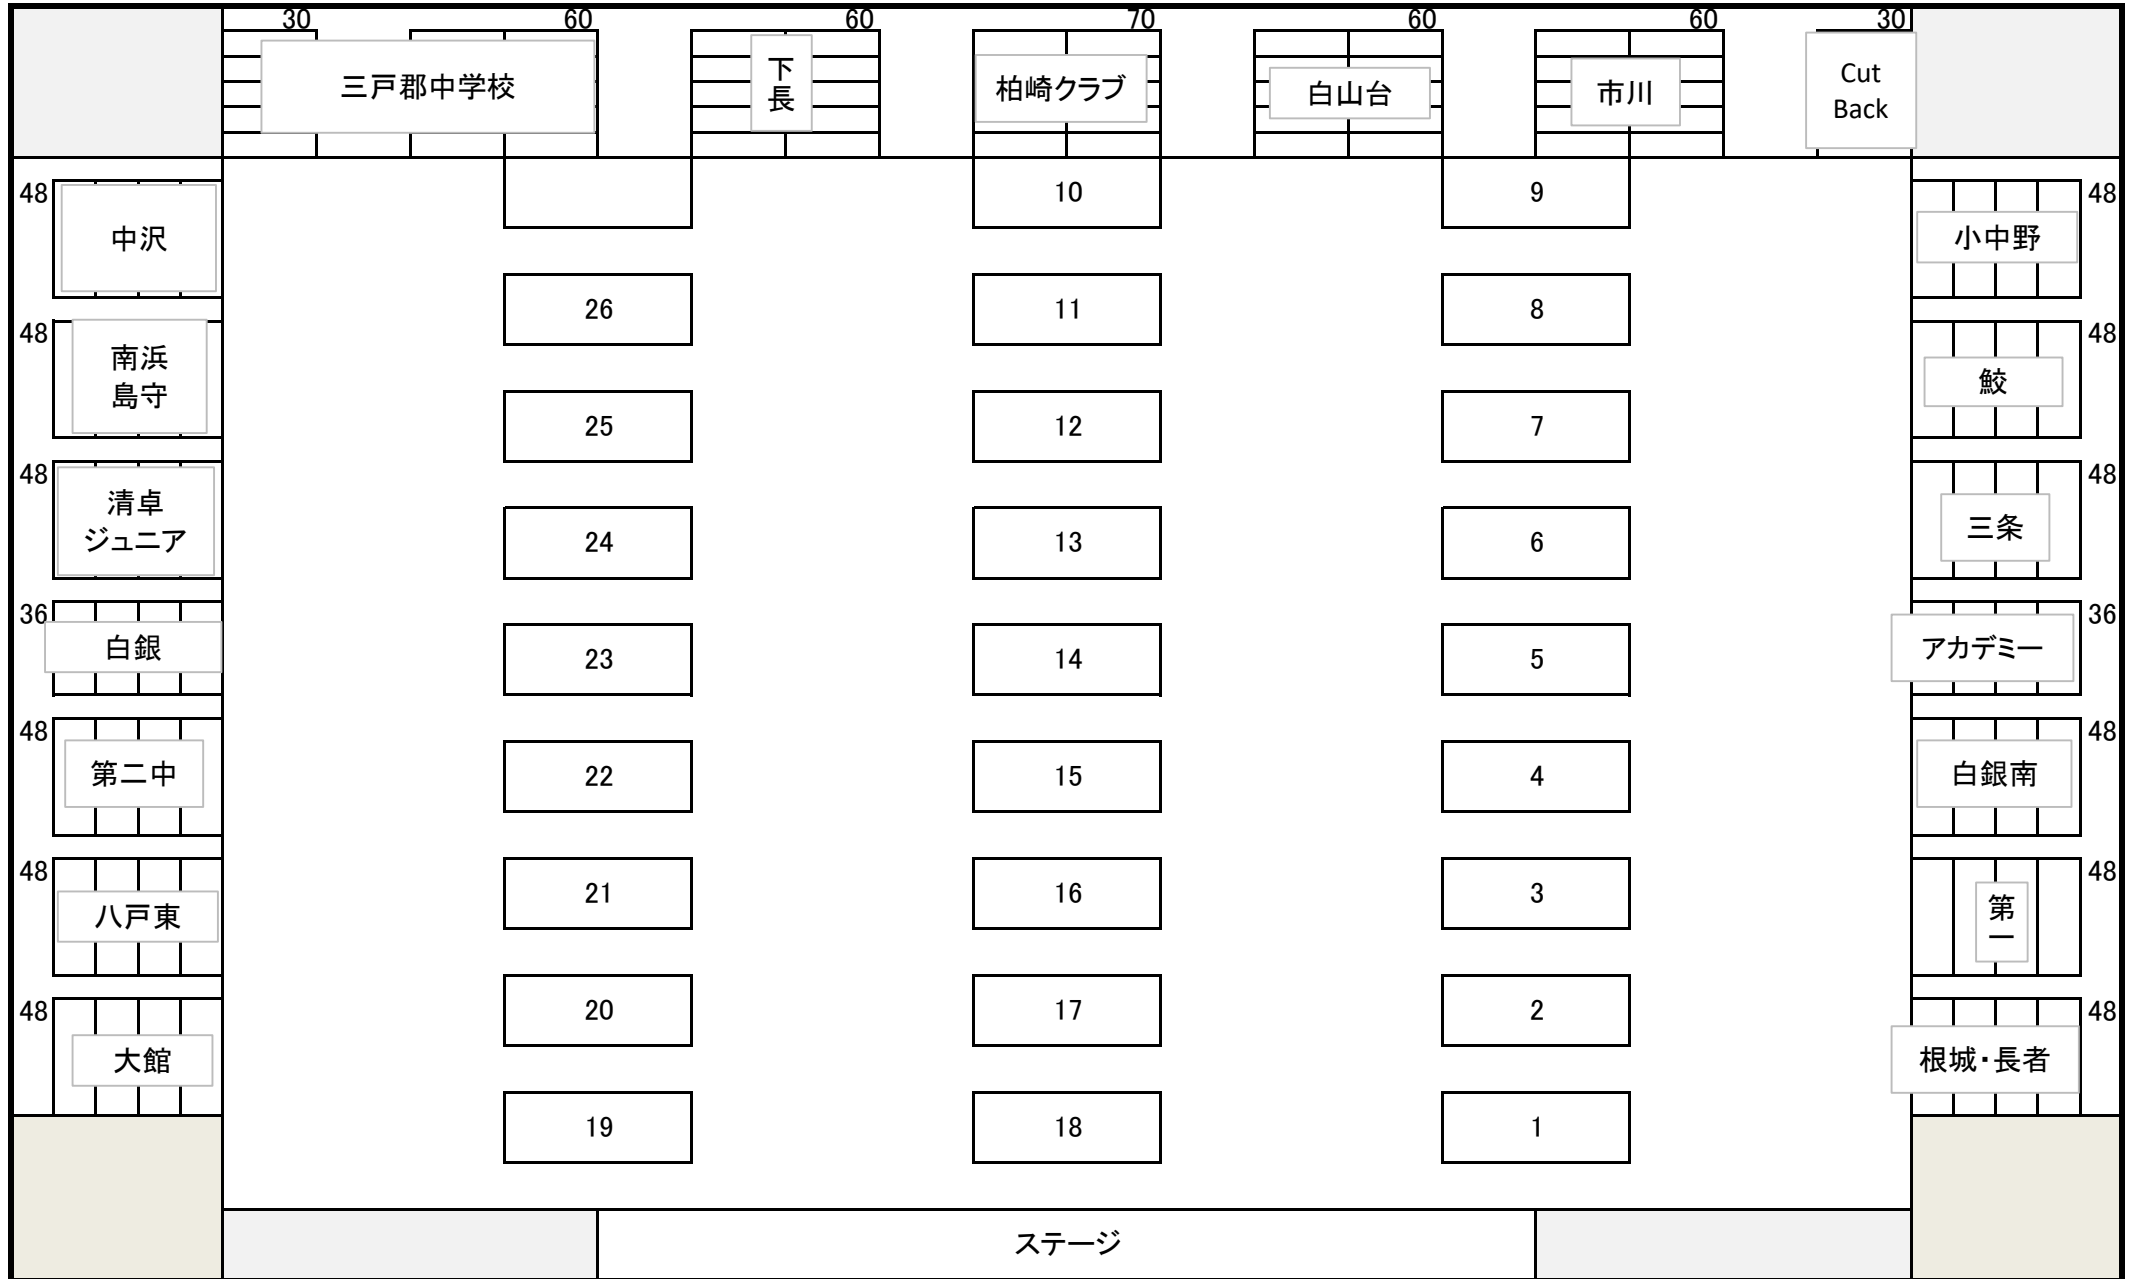 30 60 60 70 60 60 30
三戸郡中学校
下
長
柏崎クラブ
白山台
市川
Cut
Back
48 10 9 48
中沢
小中野
26 11 8
48 48
南浜
島守
鮫
25 12 7
48 48
清卓
ジュニア
三条
24 13 6
36 36
白銀
アカデミー
23 14 5
48 48
第二中
22 15 4
白銀南
48 48
八戸東
21 16 3
第
一
48 20 17 2 48
大館
根城・長者
19 18 1
ステージ